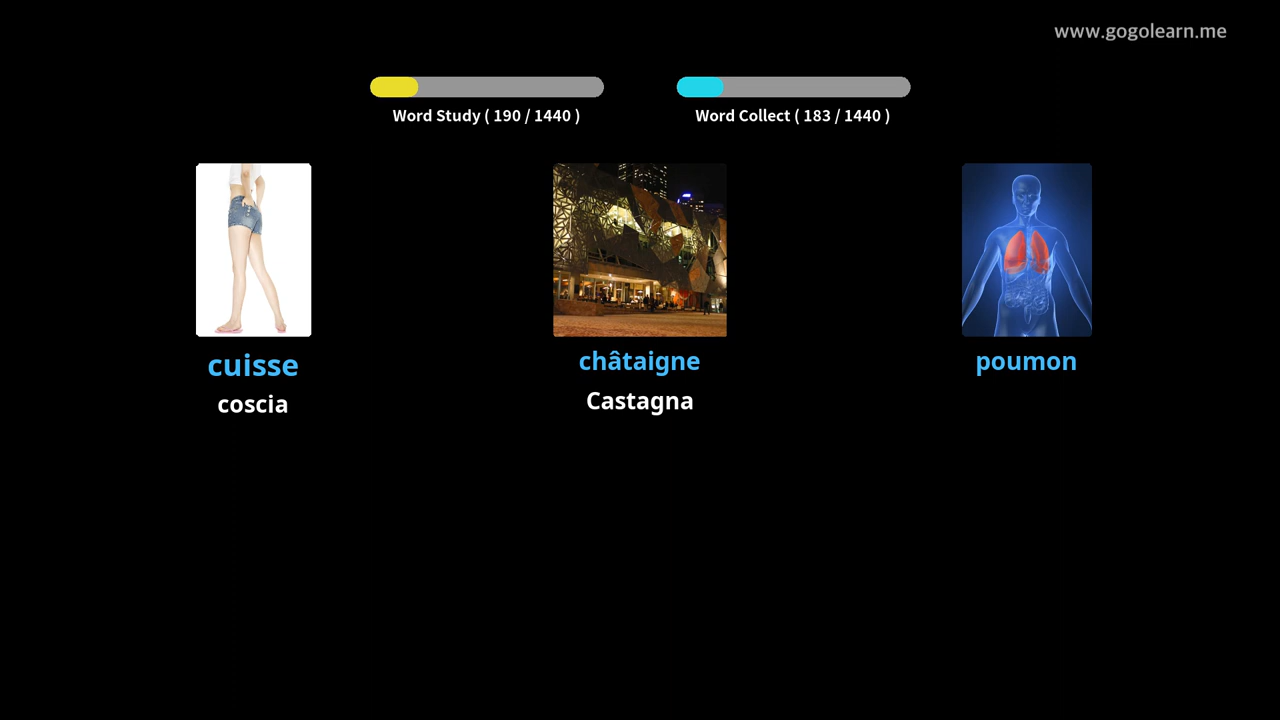 www.gogolearn.me
Word Study ( 190 / 1440 )
Word Collect ( 183 / 1440 )
cuisse
coscia
châtaigne
Castagna
poumon